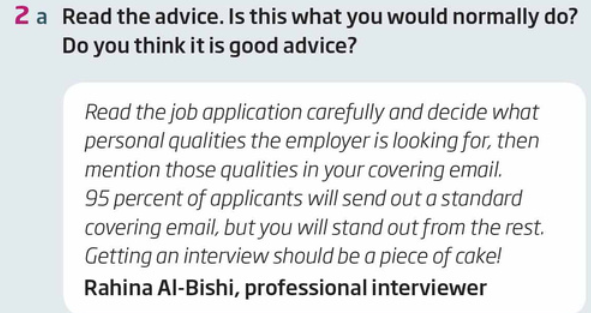 2 a Read the advice. Is this what you would normally do?
Do you think it is good advice?
Read the job application carefully and decide what
personal qualities the employer is looking for, then
mention those qualities in your covering email.
95 percent of applicants will send out a standard
covering email, but you will stand out from the rest.
Getting an interview should be a piece of cake!
Rahina Al-Bishi, professional interviewer